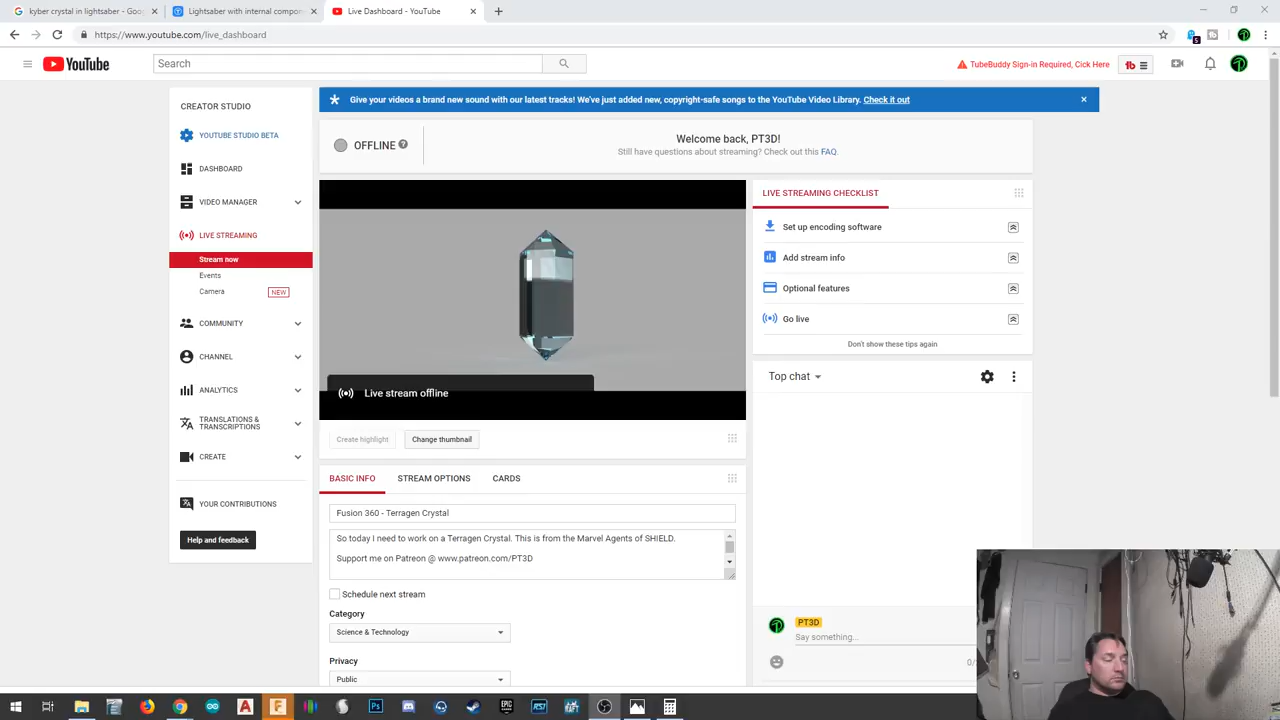 kyber crystal in lightsaber - Goog
Lightsaber with internal compon
Live Dashboard - YouTube
https://www.youtube.com/live_dashboard
5
YouTube
Search
TubeBuddy Sign-in Required, Cick Here
tb
CREATOR STUDIO
YOUTUBE STUDIO BETA
DASHBOARD
VIDEO MANAGER
LIVE STREAMING
Stream now
Events
Camera
NEW
COMMUNITY
CHANNEL
ANALYTICS
TRANSLATIONS &
TRANSCRIPTIONS
CREATE
YOUR CONTRIBUTIONS
Help and feedback
Give your videos a brand new sound with our latest tracks! We've just added new, copyright-safe songs to the YouTube Video Library. Check it out
OFFLINE
Welcome back, PT3D!
Still have questions about streaming? Check out this FAQ.
Live stream offline
Create highlight
Change thumbnail
BASIC INFO
STREAM OPTIONS
CARDS
Fusion 360 - Terragen Crystal
So today I need to work on a Terragen Crystal. This is from the Marvel Agents of SHIELD.
Support me on Patreon @ www.patreon.com/PT3D
Schedule next stream
Category
Science & Technology
Privacy
Public
LIVE STREAMING CHECKLIST
Set up encoding software
Add stream info
Optional features
Go live
Don't show these tips again
Top chat
PT3D
Say something...
0/